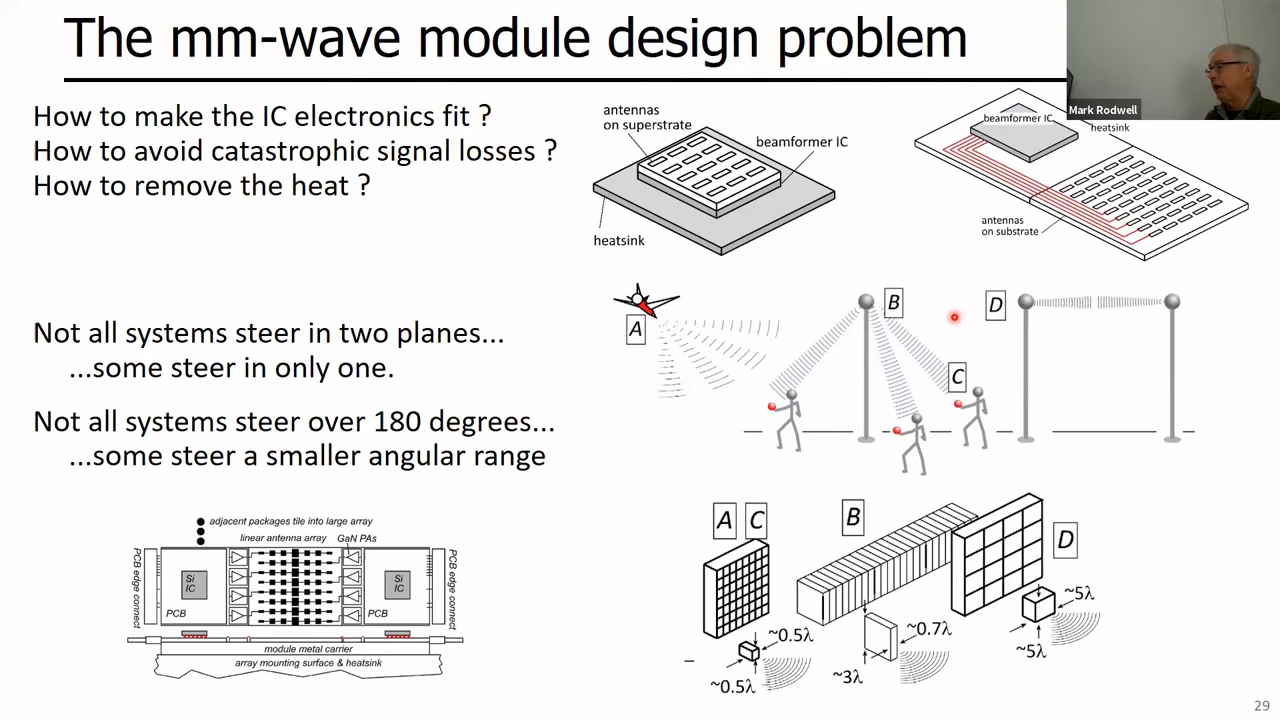 The mm-wave module design problem
Mark Rodwell
How to make the IC electronics fit ?
How to avoid catastrophic signal losses ?
How to remove the heat ?
antennas
on superstrate
beamformer IC
heatsink
beamformer IC
heatsink
antennas
on substrate
Not all systems steer in two planes...
...some steer in only one.
Not all systems steer over 180 degrees...
...some steer a smaller angular range
A
B
C
D
adjacent packages tile into large array
linear antenna array
GaN PAs
PCB edge connect
Si
IC
PCB
Si
IC
PCB
PCB edge connect
module metal carrier
array mounting surface & heatsink
A C
B
D
~0.5λ
~0.5λ
~0.7λ
~3λ
~5λ
~5λ
29